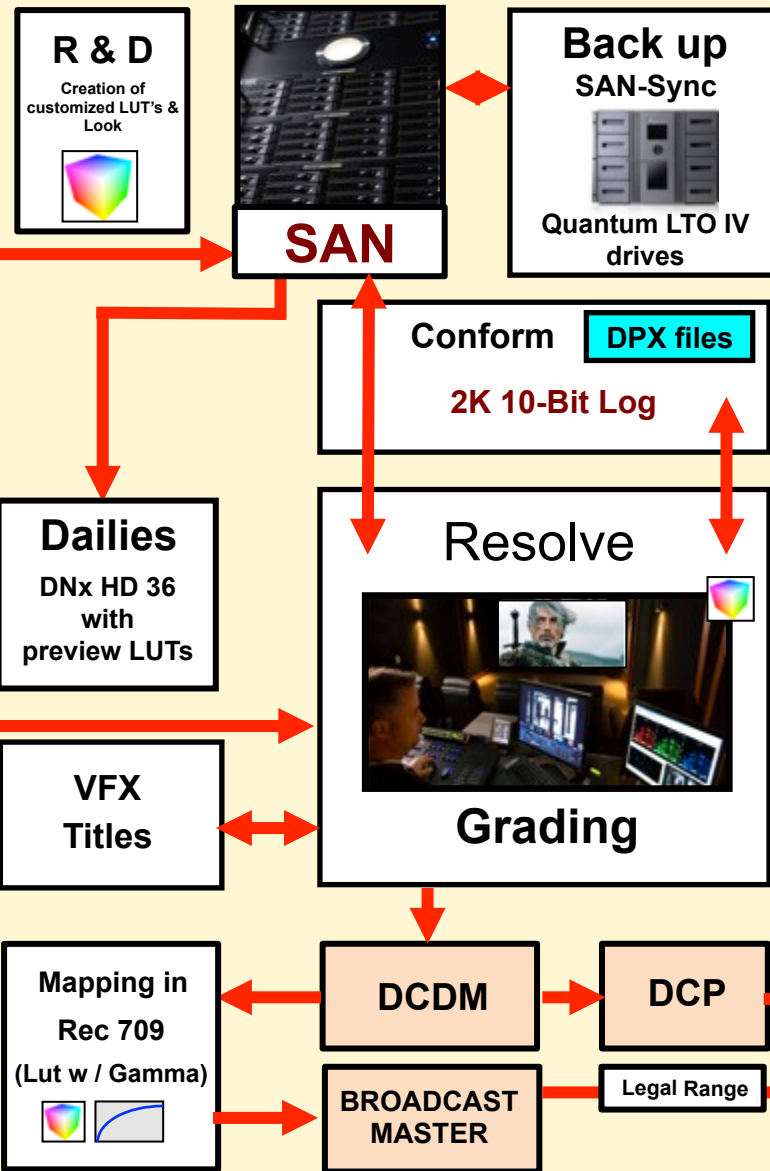 R & D
Creation of
customized LUT's &
Look
Back up
SAN-Sync
Quantum LTO IV
drives
SAN
Conform
DPX files
2K 10-Bit Log
Dailies
DNx HD 36
with
preview LUTs
Resolve
Grading
VFX
Titles
Mapping in
Rec 709
(Lut w / Gamma)
DCDM
DCP
BROADCAST
MASTER
Legal Range